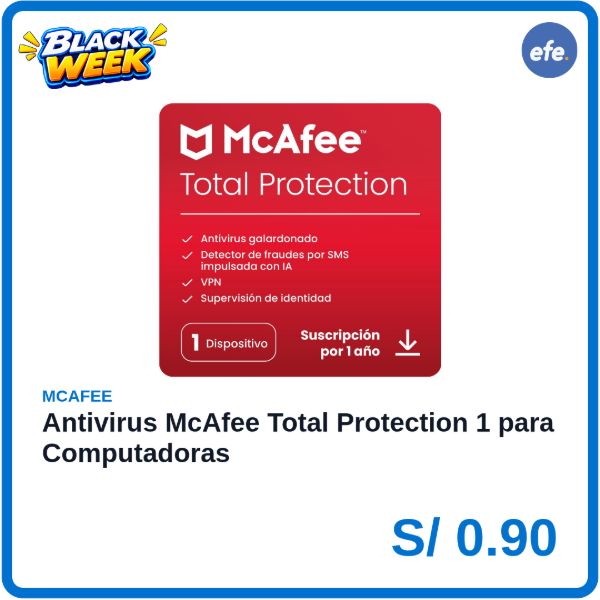 BLACK
WEEK
efe.
McAfee™
Total Protection
Antivirus galardonado
Detector de fraudes por SMS
impulsada con IA
VPN
Supervisión de identidad
1 Dispositivo
Suscripción
por 1 año
MCAFEE
Antivirus McAfee Total Protection 1 para
Computadoras
S/ 0.90